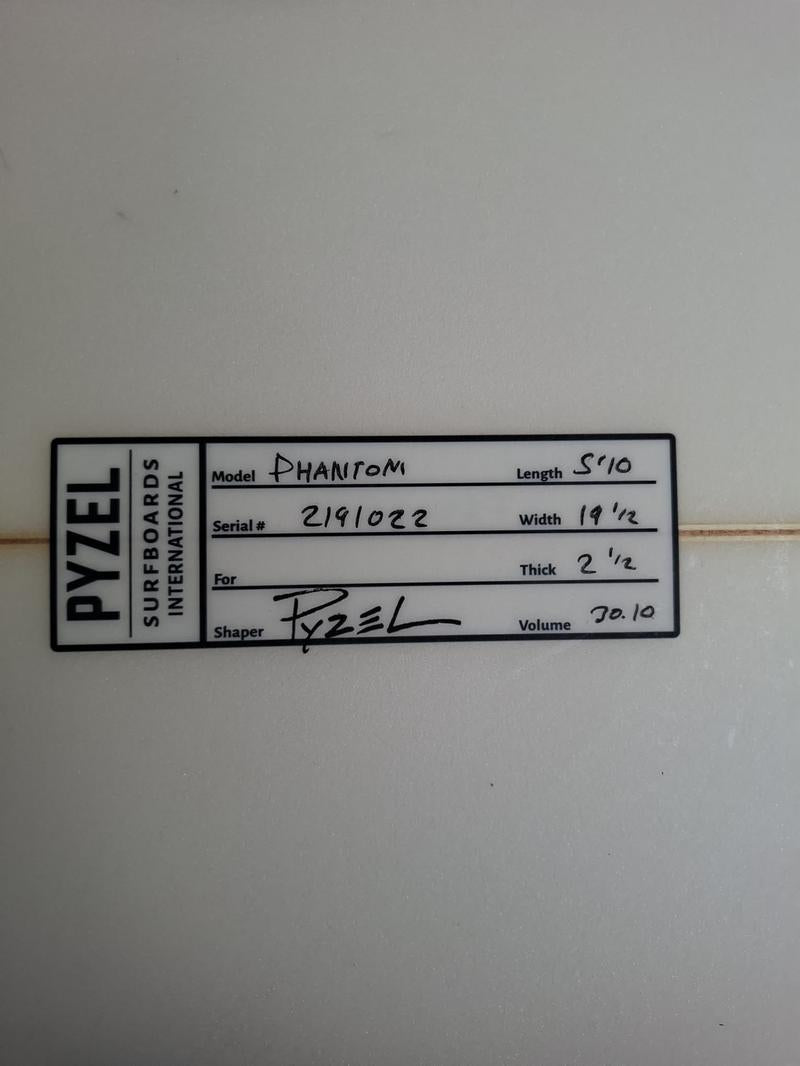 PYZEL
SURFBOARDS
INTERNATIONAL
Model PHANTOM Length 5'10
Serial # 2191022 Width 19 1/2
For Thick 2 1/2
Shaper PYZEL Volume 30.10